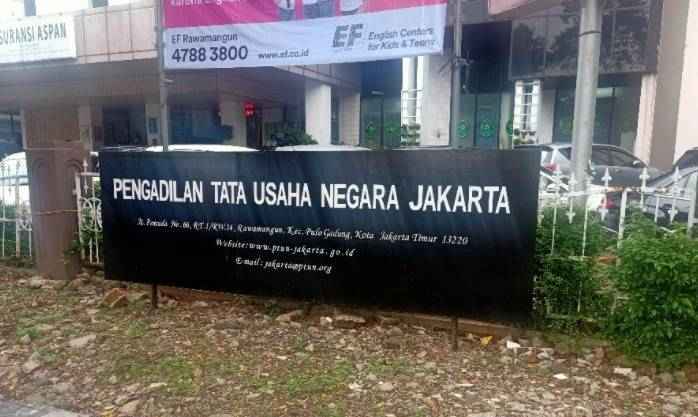 SURANSI ASPAN
EF Rawamangun
4788 3800
www.ef.co.id
EF
English Centers
for Kids & Teens
PENGADILAN TATA USAHA NEGARA JAKARTA
Jl. Pemuda No. 66, RT.1/RW.14, Rawamangun, Kec. Pulo Gadung, Kota Jakarta Timur 13220
Website: www.ptun-jakarta.go.id
E-mail: jakarta@ptun.org